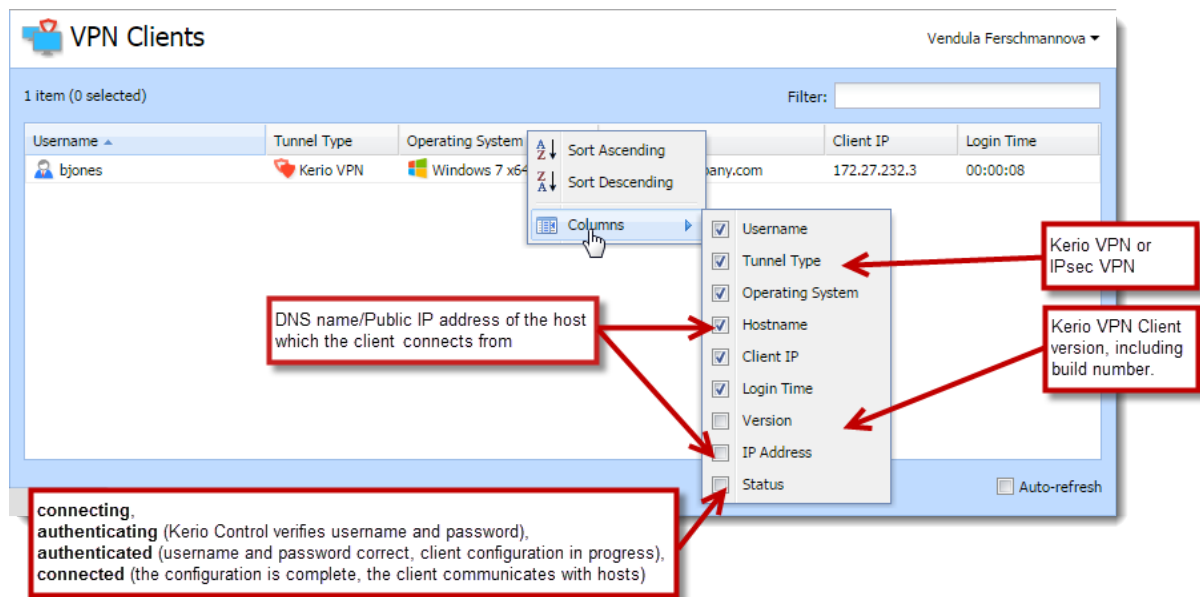 VPN Clients
Vendula Ferschmannova
1 item (0 selected)
Filter:
Username
Tunnel Type
Operating System
Client IP
Login Time
bjones
Kerio VPN
Windows 7 x64
pany.com
172.27.232.3
00:00:08
Sort Ascending
Sort Descending
Columns
Username
Tunnel Type
Operating System
Hostname
Client IP
Login Time
Version
IP Address
Status
Kerio VPN or
IPsec VPN
DNS name/Public IP address of the host
which the client connects from
Kerio VPN Client
version, including
build number.
Auto-refresh
connecting,
authenticating (Kerio Control verifies username and password),
authenticated (username and password correct, client configuration in progress),
connected (the configuration is complete, the client communicates with hosts)